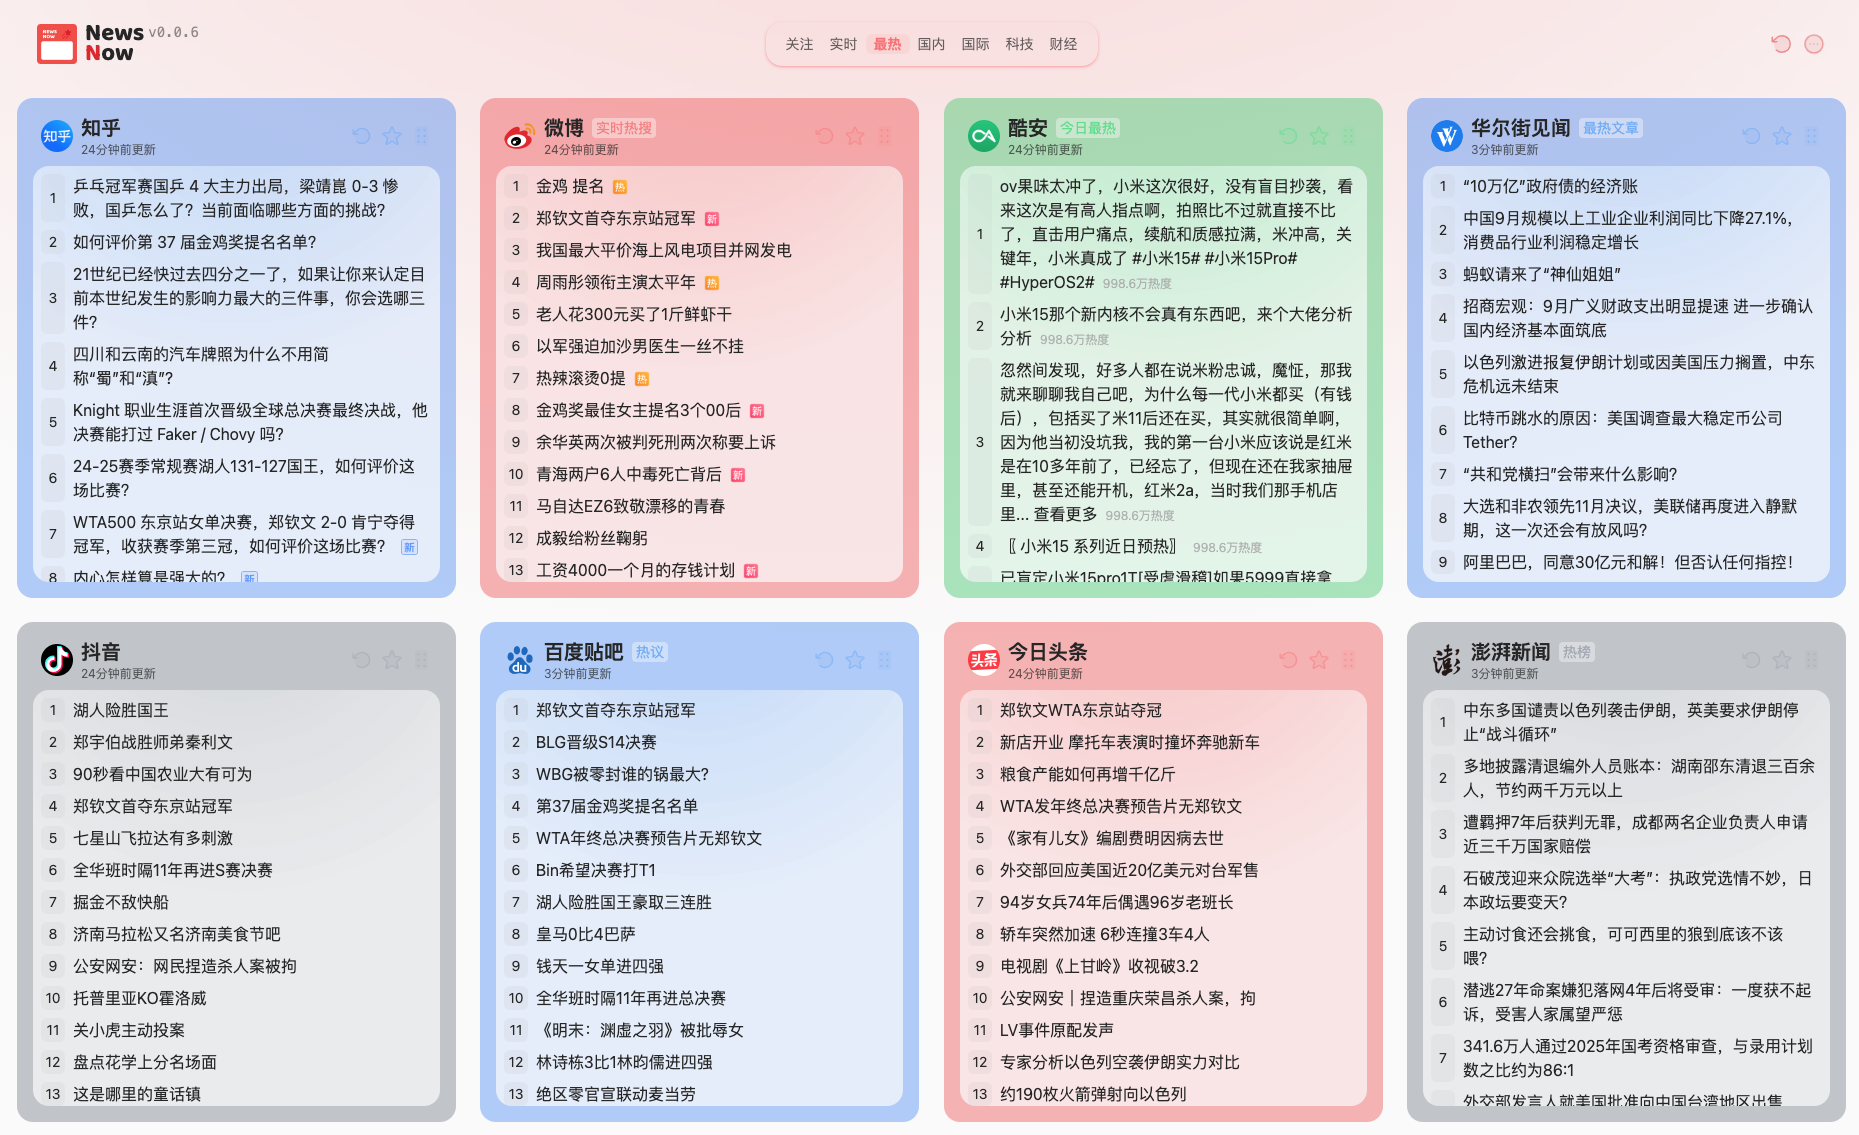 News
Now
v0.0.6
关注 实时 最热 国内 国际 科技 财经
知乎
24分钟前更新
1 乒乓冠军赛国乒 4 大主力出局，梁靖崑 0-3 惨
败，国乒怎么了？当前面临哪些方面的挑战？
2 如何评价第 37 届金鸡奖提名名单？
3 21世纪已经快过去四分之一了，如果让你来认定目
前本世纪发生的影响力最大的三件事，你会选哪三
件？
4 四川和云南的汽车牌照为什么不用简
称“蜀”和“滇”？
5 Knight 职业生涯首次晋级全球总决赛最终决战，他
决赛能打过 Faker / Chovy 吗？
6 24-25赛季常规赛湖人131-127国王，如何评价这
场比赛？
7 WTA500 东京站女单决赛，郑钦文 2-0 肯宁夺得
冠军，收获赛季第三冠，如何评价这场比赛？ 新
8 内心怎样算是强大的？ 新
微博 实时热搜
24分钟前更新
1 金鸡 提名 热
2 郑钦文首夺东京站冠军 新
3 我国最大平价海上风电项目并网发电
4 周雨彤领衔主演太平年 热
5 老人花300元买了1斤鲜虾干
6 以军强迫加沙男医生一丝不挂
7 热辣滚烫0提 热
8 金鸡奖最佳女主提名3个00后 新
9 余华英两次被判死刑两次称要上诉
10 青海两户6人中毒死亡背后 新
11 马自达EZ6致敬漂移的青春
12 成毅给粉丝鞠躬
13 工资4000一个月的存钱计划 新
酷安 今日最热
24分钟前更新
1 ov果味太冲了，小米这次很好，没有盲目抄袭，看
来这次是有高人指点啊，拍照比不过就直接不比
了，直击用户痛点，续航和质感拉满，米冲高，关
键年，小米真成了 #小米15# #小米15Pro#
#HyperOS2# 998.6万热度
2 小米15那个新内核不会真有东西吧，来个大佬分析
分析 998.6万热度
3 忽然间发现，好多人都在说米粉忠诚，魔怔，那我
就来聊聊我自己吧，为什么每一代小米都买（有钱
后），包括买了米11后还在买，其实就很简单啊，
因为他当初没坑我，我的第一台小米应该说是红米
是在10多年前了，已经忘了，但现在还在我家抽屉
里，甚至还能开机，红米2a，当时我们那手机店
里... 查看更多 998.6万热度
4 〖小米15 系列近日预热〗 998.6万热度
已盲定小米15pro1T[受虐滑稽]如果5999直接拿
华尔街见闻 最热文章
3分钟前更新
1 “10万亿”政府债的经济账
2 中国9月规模以上工业企业利润同比下降27.1%，
消费品行业利润稳定增长
3 蚂蚁请来了“神仙姐姐”
4 招商宏观：9月广义财政支出明显提速 进一步确认
国内经济基本面筑底
5 以色列激进报复伊朗计划或因美国压力搁置，中东
危机远未结束
6 比特币跳水的原因：美国调查最大稳定币公司
Tether？
7 “共和党横扫”会带来什么影响？
8 大选和非农领先11月决议，美联储再度进入静默
期，这一次还会有放风吗？
9 阿里巴巴，同意30亿元和解！但否认任何指控！
抖音
24分钟前更新
1 湖人险胜国王
2 郑宇伯战胜师弟秦利文
3 90秒看中国农业大有可为
4 郑钦文首夺东京站冠军
5 七星山飞拉达有多刺激
6 全华班时隔11年再进S赛决赛
7 掘金不敌快船
8 济南马拉松又名济南美食节吧
9 公安网安：网民捏造杀人案被拘
10 托普里亚KO霍洛威
11 关小虎主动投案
12 盘点花学上分名场面
13 这是哪里的童话镇
百度贴吧 热议
3分钟前更新
1 郑钦文首夺东京站冠军
2 BLG晋级S14决赛
3 WBG被零封谁的锅最大？
4 第37届金鸡奖提名名单
5 WTA年终总决赛预告片无郑钦文
6 Bin希望决赛打T1
7 湖人险胜国王豪取三连胜
8 皇马0比4巴萨
9 钱天一女单进四强
10 全华班时隔11年再进总决赛
11 《明末：渊虚之羽》被批辱女
12 林诗栋3比1林昀儒进四强
13 绝区零官宣联动麦当劳
今日头条
24分钟前更新
1 郑钦文WTA东京站夺冠
2 新店开业 摩托车表演时撞坏奔驰新车
3 粮食产能如何再增千亿斤
4 WTA发年终总决赛预告片无郑钦文
5 《家有儿女》编剧费明因病去世
6 外交部回应美国近20亿美元对台军售
7 94岁女兵74年后偶遇96岁老班长
8 轿车突然加速 6秒连撞3车4人
9 电视剧《上甘岭》收视破3.2
10 公安网安｜捏造重庆荣昌杀人案，拘
11 LV事件原配发声
12 专家分析以色列空袭伊朗实力对比
13 约190枚火箭弹射向以色列
澎湃新闻 热榜
3分钟前更新
1 中东多国谴责以色列袭击伊朗，英美要求伊朗停
止“战斗循环”
2 多地披露清退编外人员账本：湖南邵东清退三百余
人，节约两千万元以上
3 遭羁押7年后获判无罪，成都两名企业负责人申请
近三千万国家赔偿
4 石破茂迎来众院选举“大考”：执政党选情不妙，日
本政坛要变天？
5 主动讨食还会挑食，可可西里的狼到底该不该
喂？
6 潜逃27年命案嫌犯落网4年后将受审：一度获不起
诉，受害人家属望严惩
7 341.6万人通过2025年国考资格审查，与录用计划
数之比约为86:1
外交部发言人就美国批准向中国台湾地区出售